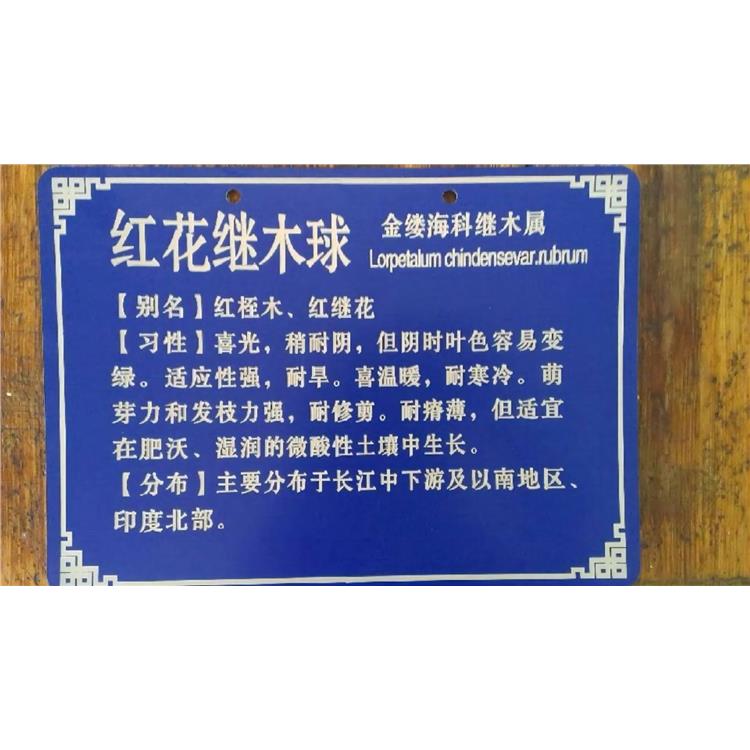 红花继木球
金缕海科继木属
Lorpetalum chindensevar.rubrum
【别名】红桎木、红继花
【习性】喜光，稍耐阴，但阴时叶色容易变
绿。适应性强，耐旱。喜温暖，耐寒冷。萌
芽力和发枝力强，耐修剪。耐瘠薄，但适宜
在肥沃、湿润的微酸性土壤中生长。
【分布】主要分布于长江中下游及以南地区、
印度北部。